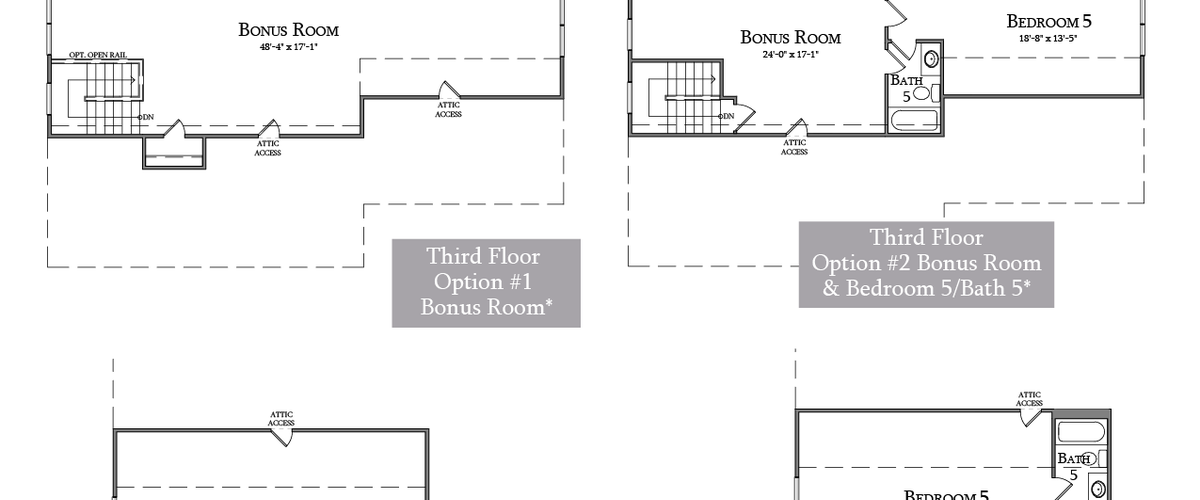 Bonus Room
48'-4" x 17'-1"
OPT. OPEN RAIL
DN
ATTIC
ACCESS
ATTIC
ACCESS
Third Floor
Option #1
Bonus Room*
Bonus Room
24'-0" x 17'-1"
Bedroom 5
18'-8" x 13'-5"
Bath
5
DN
ATTIC
ACCESS
Third Floor
Option #2 Bonus Room
& Bedroom 5/Bath 5*
ATTIC
ACCESS
ATTIC
ACCESS
Bath
5
Bedroom 5